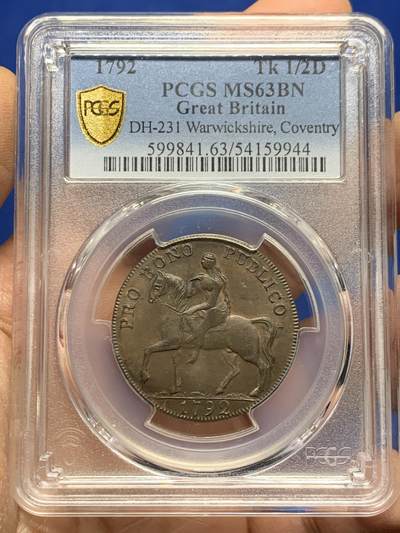 1792 Tk 1/2D
PCGS MS63BN
Great Britain
DH-231 Warwickshire, Coventry
599841.63/54159944
PCGS
PRO BONO PUBLICO
1792
PCGS